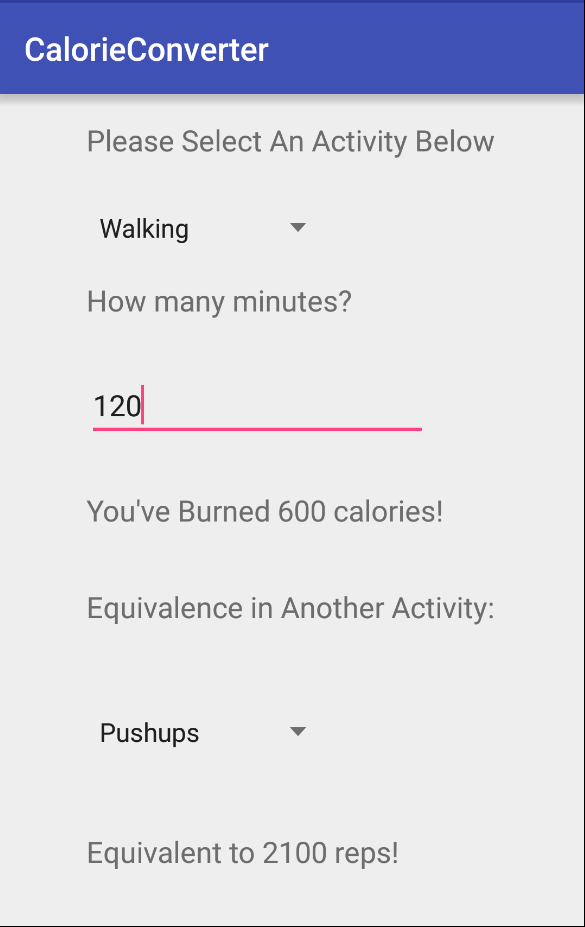 CalorieConverter
Please Select An Activity Below
Walking
How many minutes?
120
You've Burned 600 calories!
Equivalence in Another Activity:
Pushups
Equivalent to 2100 reps!